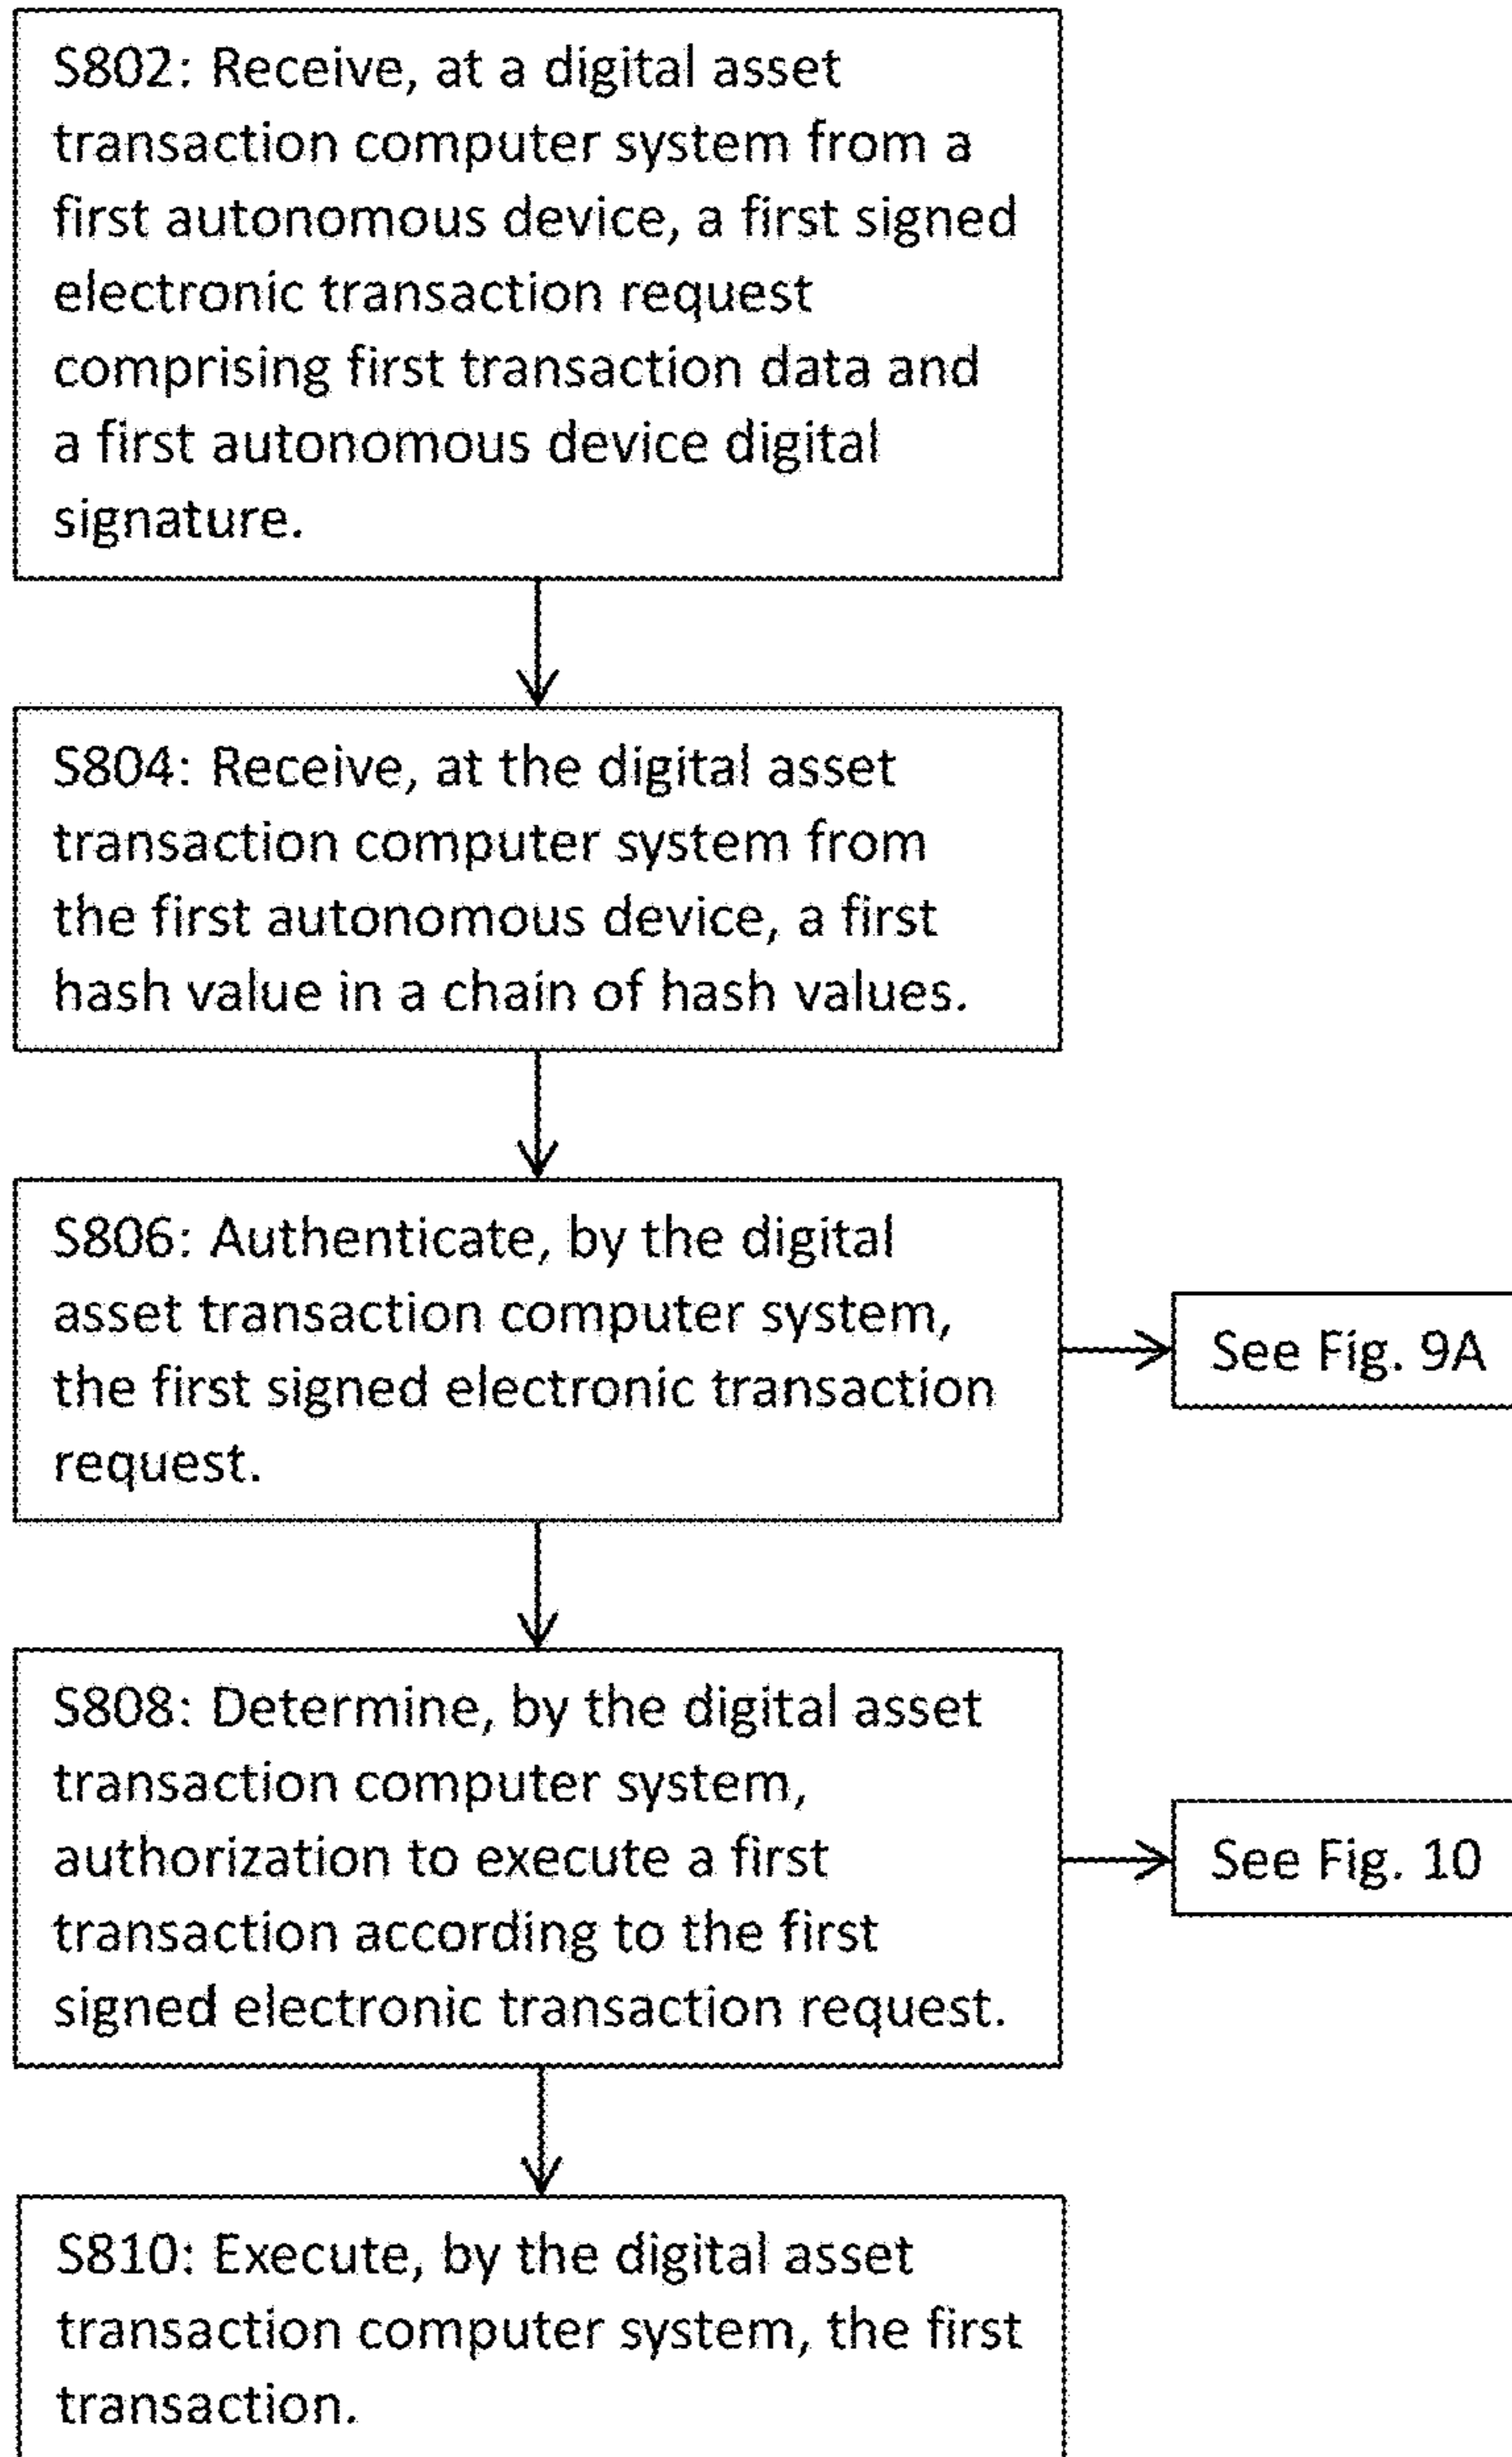 S802: Receive, at a digital asset
transaction computer system from a
first autonomous device, a first signed
electronic transaction request
comprising first transaction data and
a first autonomous device digital
signature.
S804: Receive, at the digital asset
transaction computer system from
the first autonomous device, a first
hash value in a chain of hash values.
S806: Authenticate, by the digital
asset transaction computer system,
the first signed electronic transaction
request.
See Fig. 9A
S808: Determine, by the digital asset
transaction computer system,
authorization to execute a first
transaction according to the first
signed electronic transaction request.
See Fig. 10
S810: Execute, by the digital asset
transaction computer system, the first
transaction.